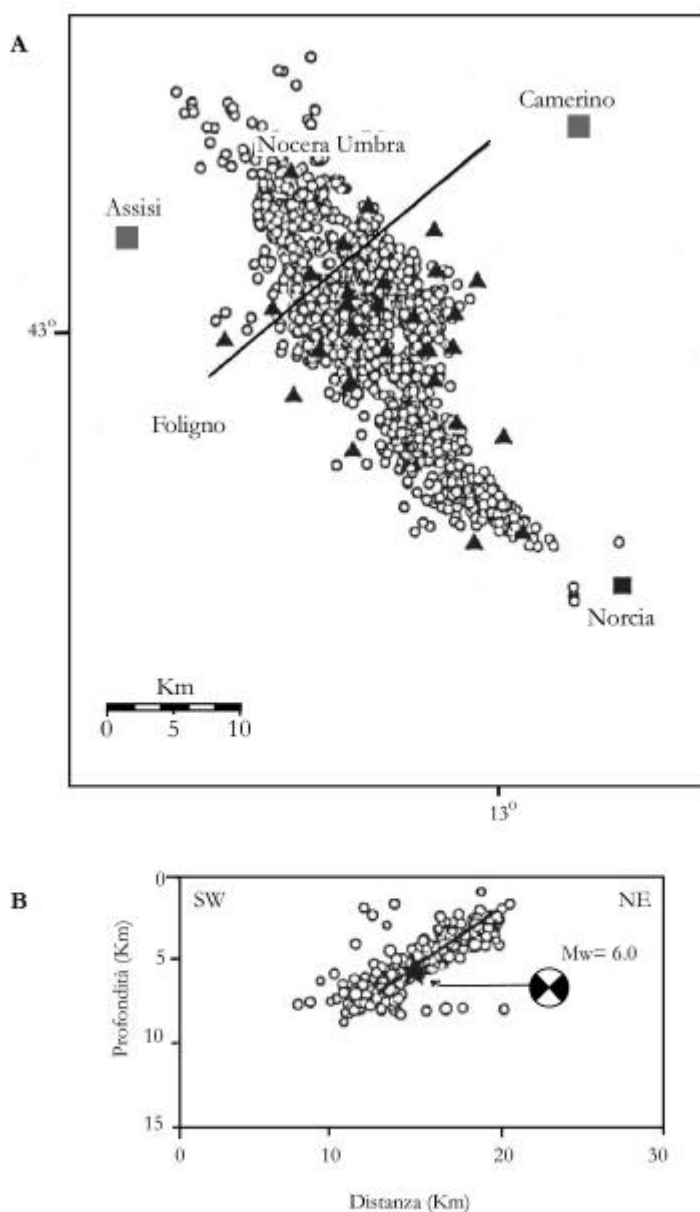 A
Camerino
Nocera Umbra
Assisi
43°
Foligno
Norcia
Km
0 5 10
13°
B
0
SW NE
Mw= 6.0
5
Profondità (Km)
10
15
0 10 20 30
Distanza (Km)